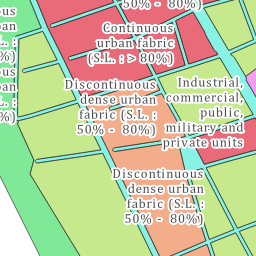 50% - 80%)
Continuous
urban fabric
(S.L. : > 80%)
Discontinuous
dense urban
fabric (S.L. :
50% - 80%)
Industrial,
commercial,
public,
military and
private units
Discontinuous
dense urban
fabric (S.L. :
50% - 80%)